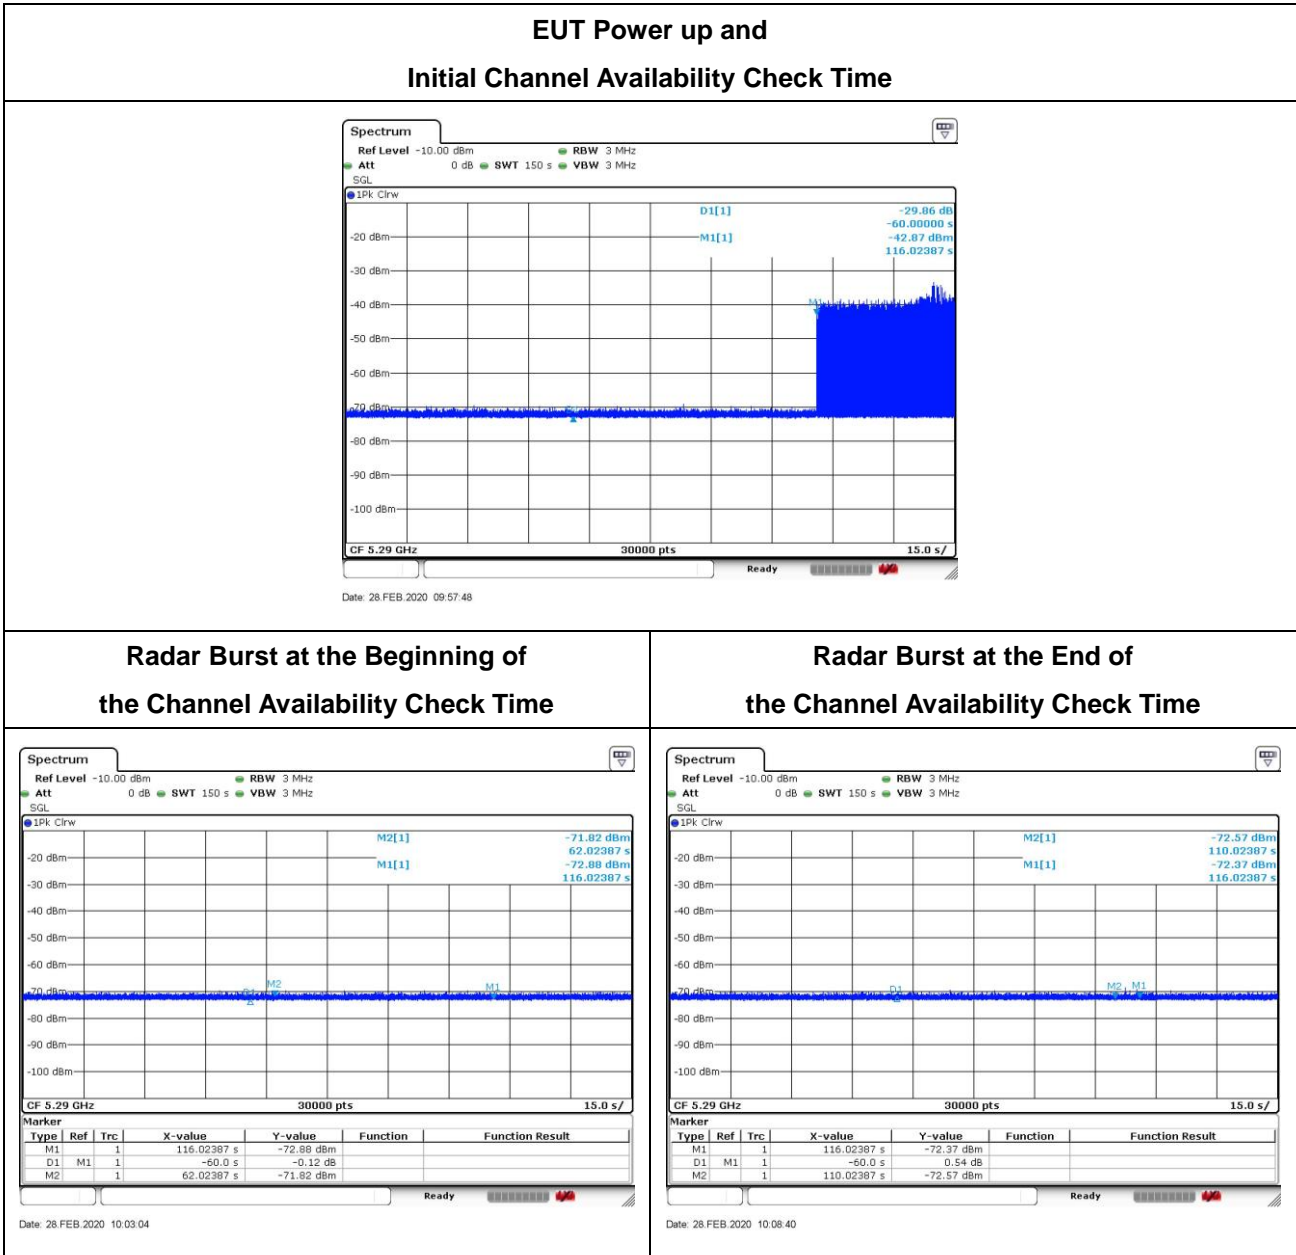 EUT Power up and
Initial Channel Availability Check Time
Spectrum
Ref Level -10.00 dBm RBW 3 MHz
Att 0 dB SWT 150 s VBW 3 MHz
SGL
1Pk Clrw
D1[1] -29.86 dB
-60.00000 s
-20 dBm M1[1] -42.87 dBm
116.02387 s
-30 dBm
-40 dBm M1
-50 dBm
-60 dBm
-70 dBm
-80 dBm
-90 dBm
-100 dBm
CF 5.29 GHz 30000 pts 15.0 s/
Ready
Date: 28.FEB.2020 09:57:48
Radar Burst at the Beginning of
the Channel Availability Check Time
Spectrum
Ref Level -10.00 dBm RBW 3 MHz
Att 0 dB SWT 150 s VBW 3 MHz
SGL
1Pk Clrw
M2[1] -71.82 dBm
62.02387 s
-20 dBm M1[1] -72.88 dBm
116.02387 s
-30 dBm
-40 dBm
-50 dBm
-60 dBm
M2 M1
-70 dBm D1
-80 dBm
-90 dBm
-100 dBm
CF 5.29 GHz 30000 pts 15.0 s/
Marker
Type Ref Trc X-value Y-value Function Function Result
M1 1 116.02387 s -72.88 dBm
D1 M1 1 -60.0 s -0.12 dB
M2 1 62.02387 s -71.82 dBm
Ready
Date: 28.FEB.2020 10:03:04
Radar Burst at the End of
the Channel Availability Check Time
Spectrum
Ref Level -10.00 dBm RBW 3 MHz
Att 0 dB SWT 150 s VBW 3 MHz
SGL
1Pk Clrw
M2[1] -72.57 dBm
110.02387 s
-20 dBm M1[1] -72.37 dBm
116.02387 s
-30 dBm
-40 dBm
-50 dBm
-60 dBm
-70 dBm D1 M2 M1
-80 dBm
-90 dBm
-100 dBm
CF 5.29 GHz 30000 pts 15.0 s/
Marker
Type Ref Trc X-value Y-value Function Function Result
M1 1 116.02387 s -72.37 dBm
D1 M1 1 -60.0 s 0.54 dB
M2 1 110.02387 s -72.57 dBm
Ready
Date: 28.FEB.2020 10:08:40